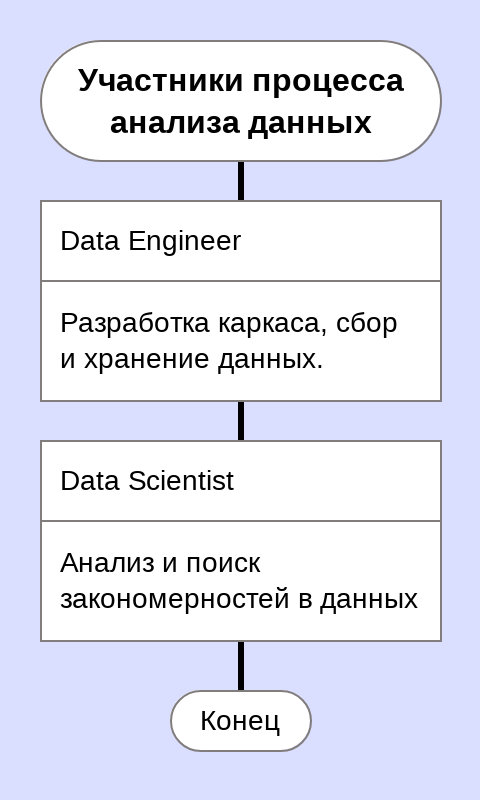 Участники процесса
анализа данных
Data Engineer
Разработка каркаса, сбор
и хранение данных.
Data Scientist
Анализ и поиск
закономерностей в данных
Конец